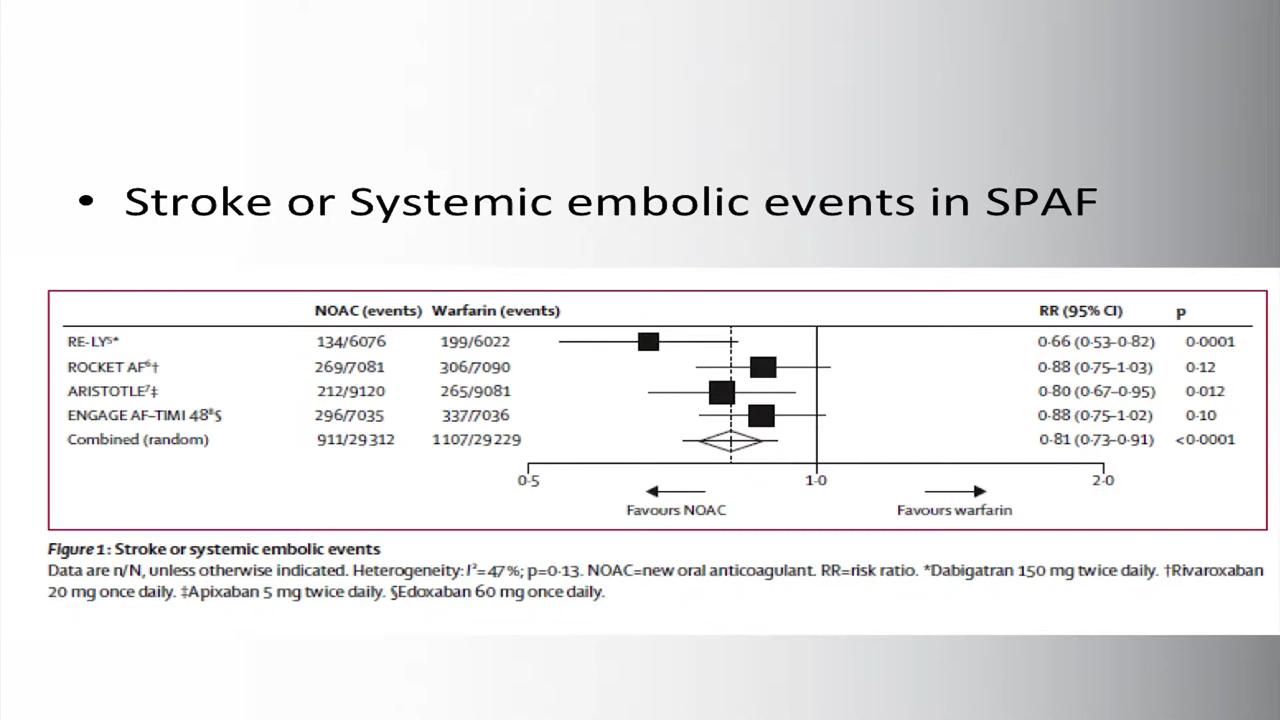 • Stroke or Systemic embolic events in SPAF
NOAC (events) Warfarin (events) RR (95% CI) p
RE-LY⁵* 134/6076 199/6022 0·66 (0·53–0·82) 0·0001
ROCKET AF⁶† 269/7081 306/7090 0·88 (0·75–1·03) 0·12
ARISTOTLE⁷‡ 212/9120 265/9081 0·80 (0·67–0·95) 0·012
ENGAGE AF–TIMI 48⁸§ 296/7035 337/7036 0·88 (0·75–1·02) 0·10
Combined (random) 911/29 312 1107/29 229 0·81 (0·73–0·91) <0·0001
0·5 1·0 2·0
Favours NOAC Favours warfarin
Figure 1: Stroke or systemic embolic events
Data are n/N, unless otherwise indicated. Heterogeneity: I²=47%; p=0·13. NOAC=new oral anticoagulant. RR=risk ratio. *Dabigatran 150 mg twice daily. †Rivaroxaban
20 mg once daily. ‡Apixaban 5 mg twice daily. §Edoxaban 60 mg once daily.